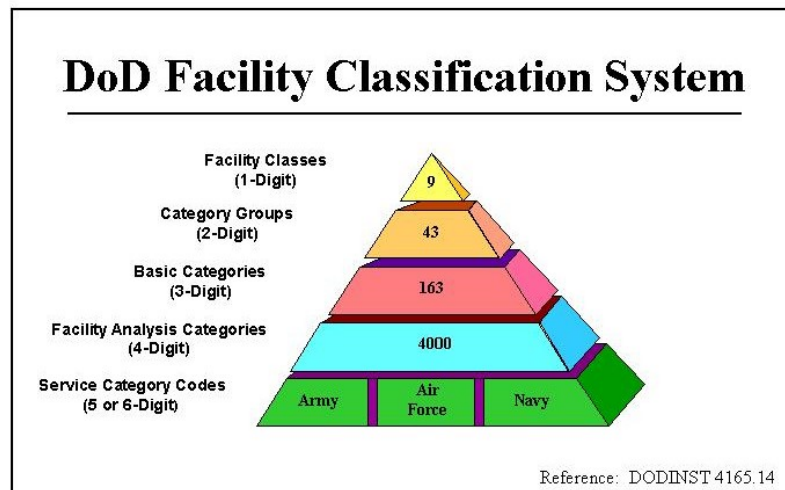 DoD Facility Classification System
Facility Classes
(1-Digit)
9
Category Groups
(2-Digit)
43
Basic Categories
(3-Digit)
163
Facility Analysis Categories
(4-Digit)
4000
Service Category Codes
(5 or 6-Digit)
Army
Air
Force
Navy
Reference: DODINST 4165.14